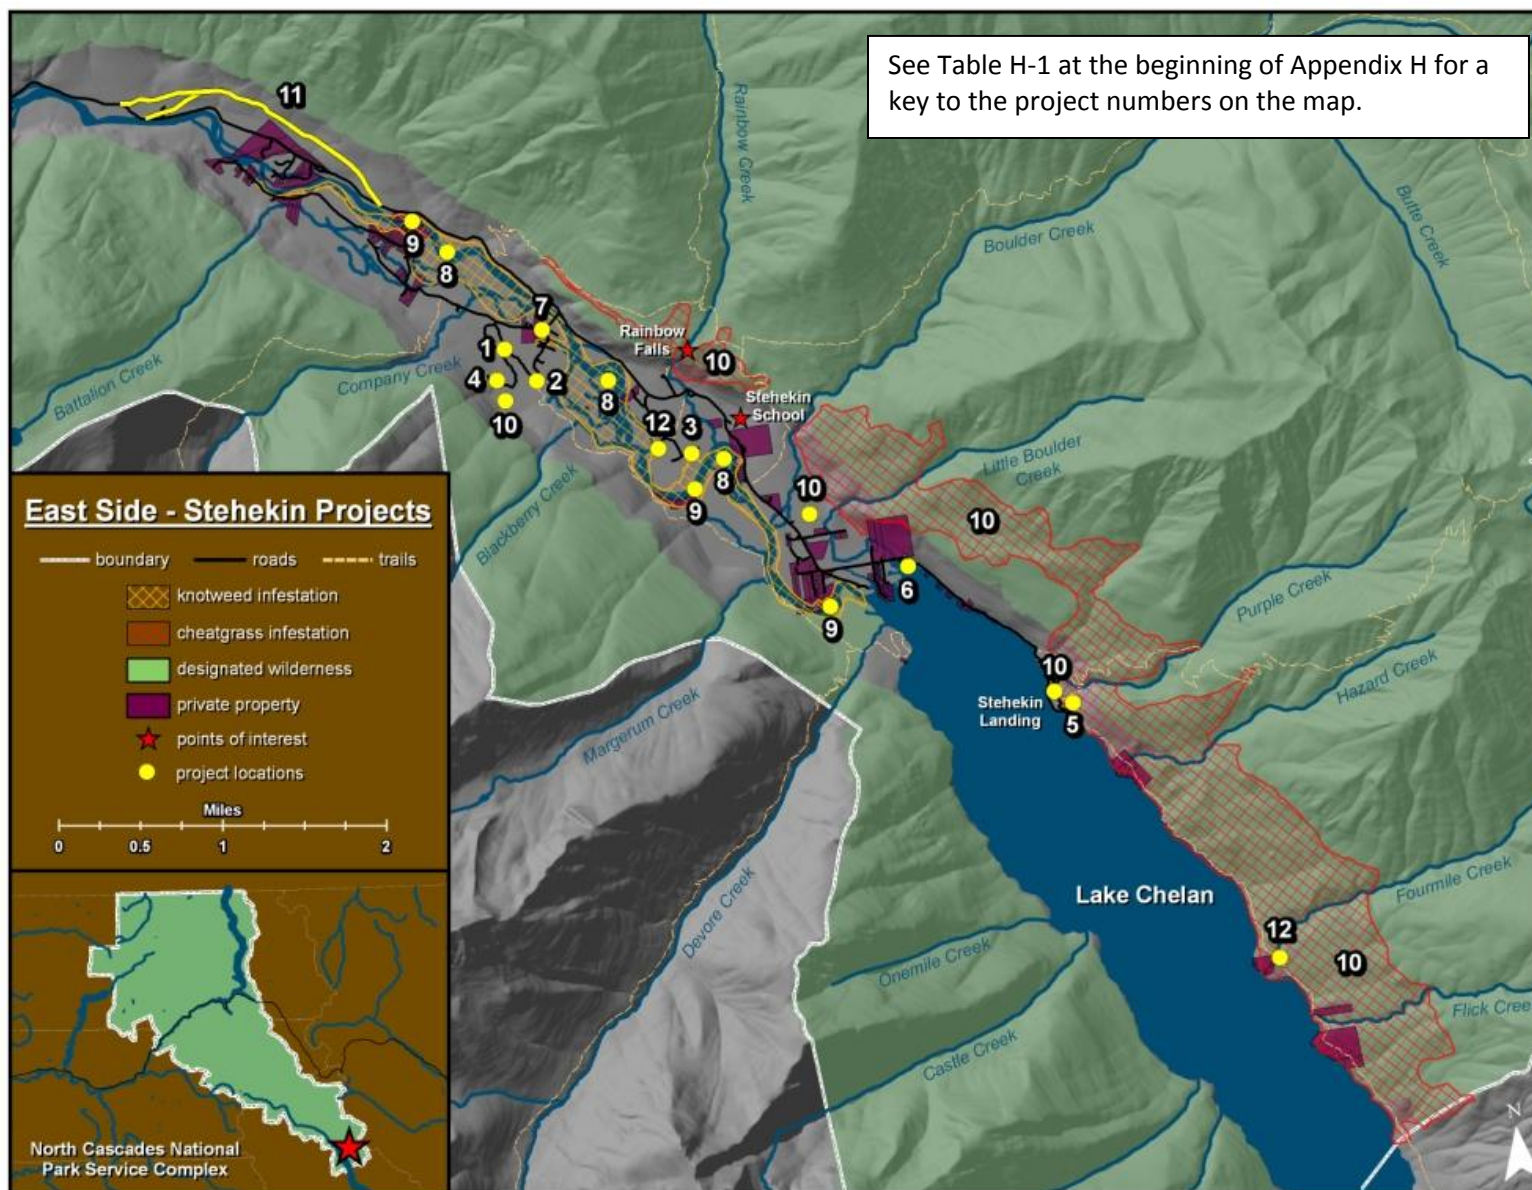 See Table H-1 at the beginning of Appendix H for a
key to the project numbers on the map.
11
Rainbow Creek
Butte Creek
Boulder Creek
9
8
7
Rainbow
Falls
10
1
Battalion Creek
Company Creek
4
2
8
10
Stehekin
School
12
3
8
Little Boulder
Creek
10
10
9
Blackberry Creek
6
Purple Creek
9
10
Hazard Creek
Stehekin
Landing
5
Margerum Creek
Devore Creek
Lake Chelan
Fourmile Creek
12
10
Onemile Creek
Flick Cree
Castle Creek
N
East Side - Stehekin Projects
boundary
roads
trails
knotweed infestation
cheatgrass infestation
designated wilderness
private property
points of interest
project locations
Miles
0 0.5 1 2
North Cascades National
Park Service Complex